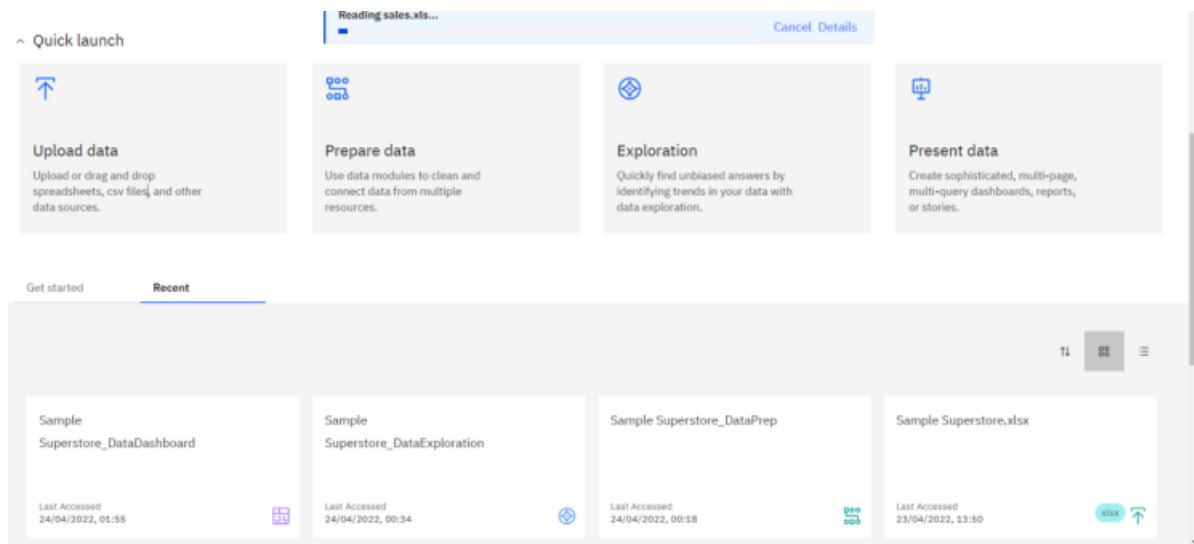 Reading sales.xls...
Cancel Details
Quick launch
Upload data
Upload or drag and drop
spreadsheets, csv files, and other
data sources.
Prepare data
Use data modules to clean and
connect data from multiple
resources.
Exploration
Quickly find unbiased answers by
identifying trends in your data with
data exploration.
Present data
Create sophisticated, multi-page,
multi-query dashboards, reports,
or stories.
Get started
Recent
Sample
Superstore_DataDashboard
Last Accessed
24/04/2022, 01:55
Sample
Superstore_DataExploration
Last Accessed
24/04/2022, 00:34
Sample Superstore_DataPrep
Last Accessed
24/04/2022, 00:18
Sample Superstore.xlsx
Last Accessed
23/04/2022, 13:50
xlsx